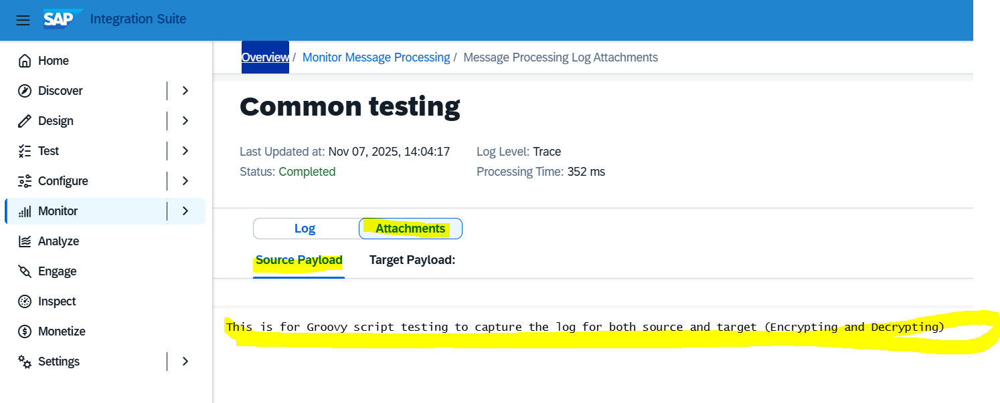 SAP Integration Suite
Home
Discover
Design
Test
Configure
Monitor
Analyze
Engage
Inspect
Monetize
Settings
Overview / Monitor Message Processing / Message Processing Log Attachments
Common testing
Last Updated at: Nov 07, 2025, 14:04:17 Log Level: Trace
Status: Completed Processing Time: 352 ms
Log Attachments
Source Payload Target Payload:
This is for Groovy script testing to capture the log for both source and target (Encrypting and Decrypting)